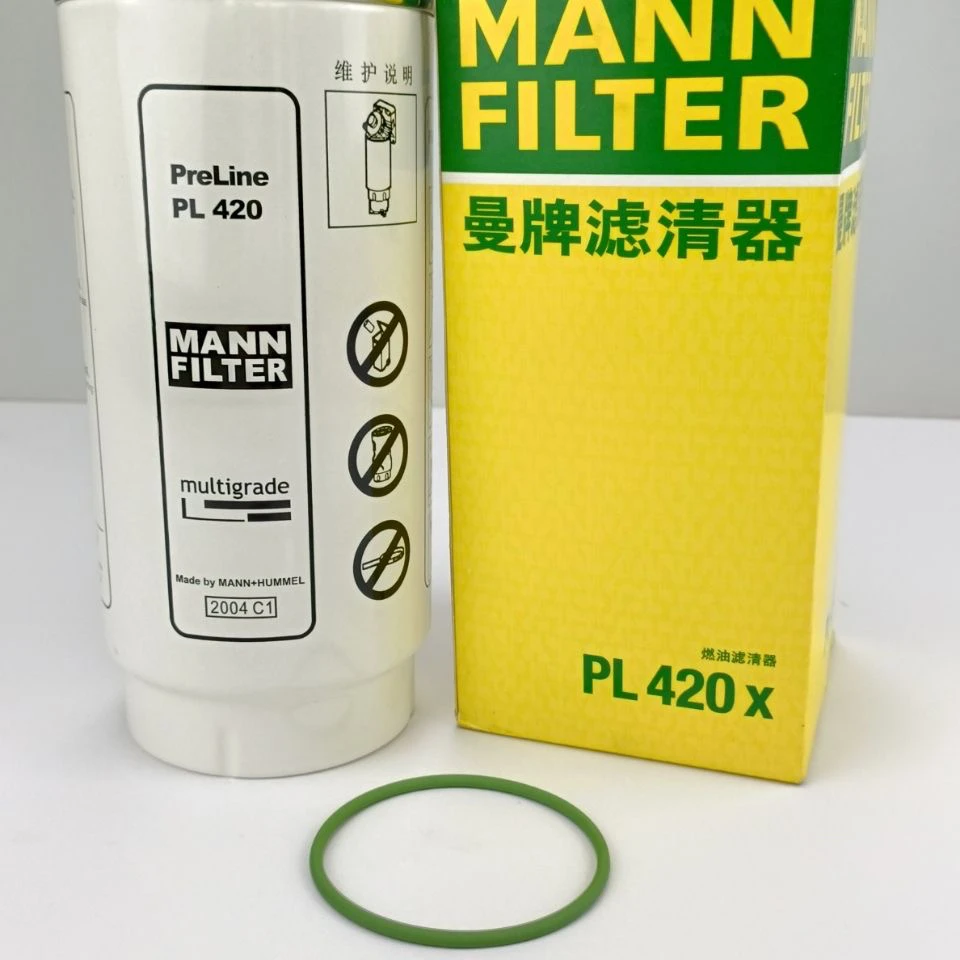 维护说明
PreLine
PL 420
MANN
FILTER
multigrade
Made by MANN+HUMMEL
2004 C1
MANN
FILTER
曼牌滤清器
燃油滤清器
PL 420 x